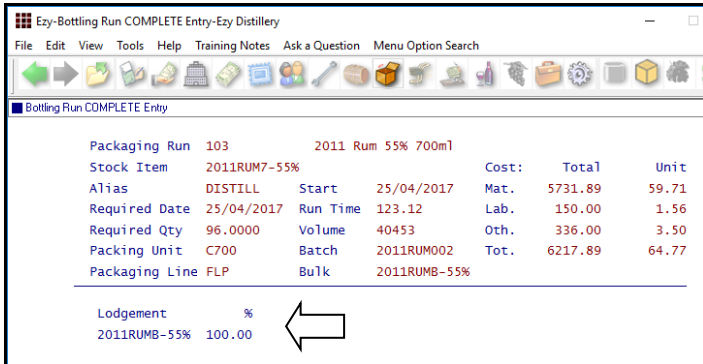 Ezy-Bottling Run COMPLETE Entry-Ezy Distillery
File Edit View Tools Help Training Notes Ask a Question Menu Option Search
Bottling Run COMPLETE Entry
Packaging Run 103 2011 Rum 55% 700ml
Stock Item 2011RUM7-55% Cost: Total Unit
Alias DISTILL Start 25/04/2017 Mat. 5731.89 59.71
Required Date 25/04/2017 Run Time 123.12 Lab. 150.00 1.56
Required Qty 96.0000 Volume 40453 Oth. 336.00 3.50
Packing Unit C700 Batch 2011RUM002 Tot. 6217.89 64.77
Packaging Line FLP Bulk 2011RUMB-55%
Lodgement %
2011RUMB-55% 100.00